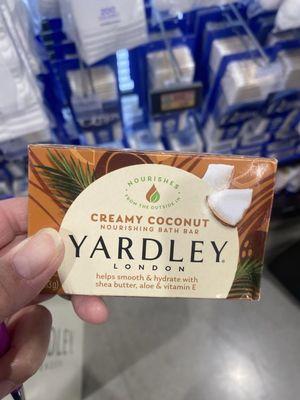 NOURISHES
FROM THE OUTSIDE IN
CREAMY COCONUT
NOURISHING BATH BAR
YARDLEY®
LONDON
helps smooth & hydrate with
shea butter, aloe & vitamin E
200